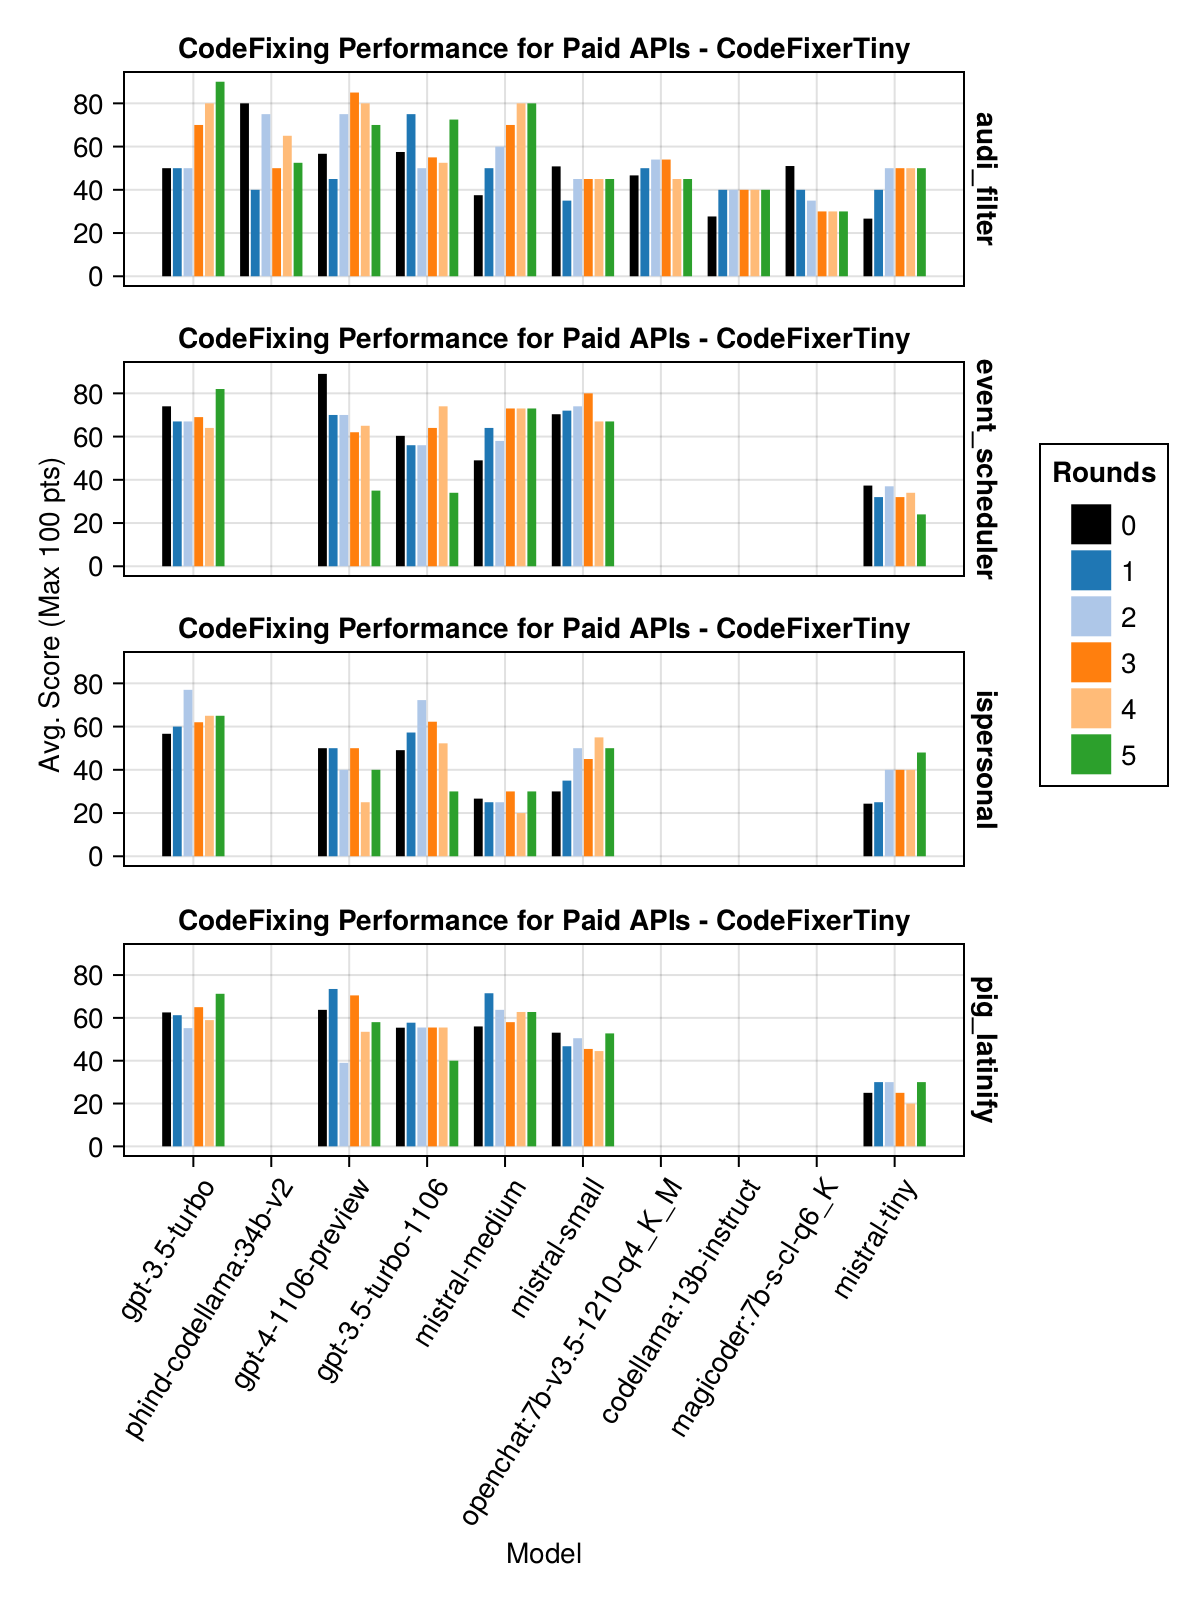 CodeFixing Performance for Paid APIs - CodeFixerTiny
80
60
40
20
0
audi_filter
CodeFixing Performance for Paid APIs - CodeFixerTiny
80
60
40
20
0
event_scheduler
CodeFixing Performance for Paid APIs - CodeFixerTiny
80
60
40
20
0
ispersonal
CodeFixing Performance for Paid APIs - CodeFixerTiny
80
60
40
20
0
pig_latinify
Avg. Score (Max 100 pts)
gpt-3.5-turbo
phind-codellama:34b-v2
gpt-4-1106-preview
gpt-3.5-turbo-1106
mistral-medium
mistral-small
openchat:7b-v3.5-1210-q4_K_M
codellama:13b-instruct
magicoder:7b-s-cl-q6_K
mistral-tiny
Model
Rounds
0
1
2
3
4
5